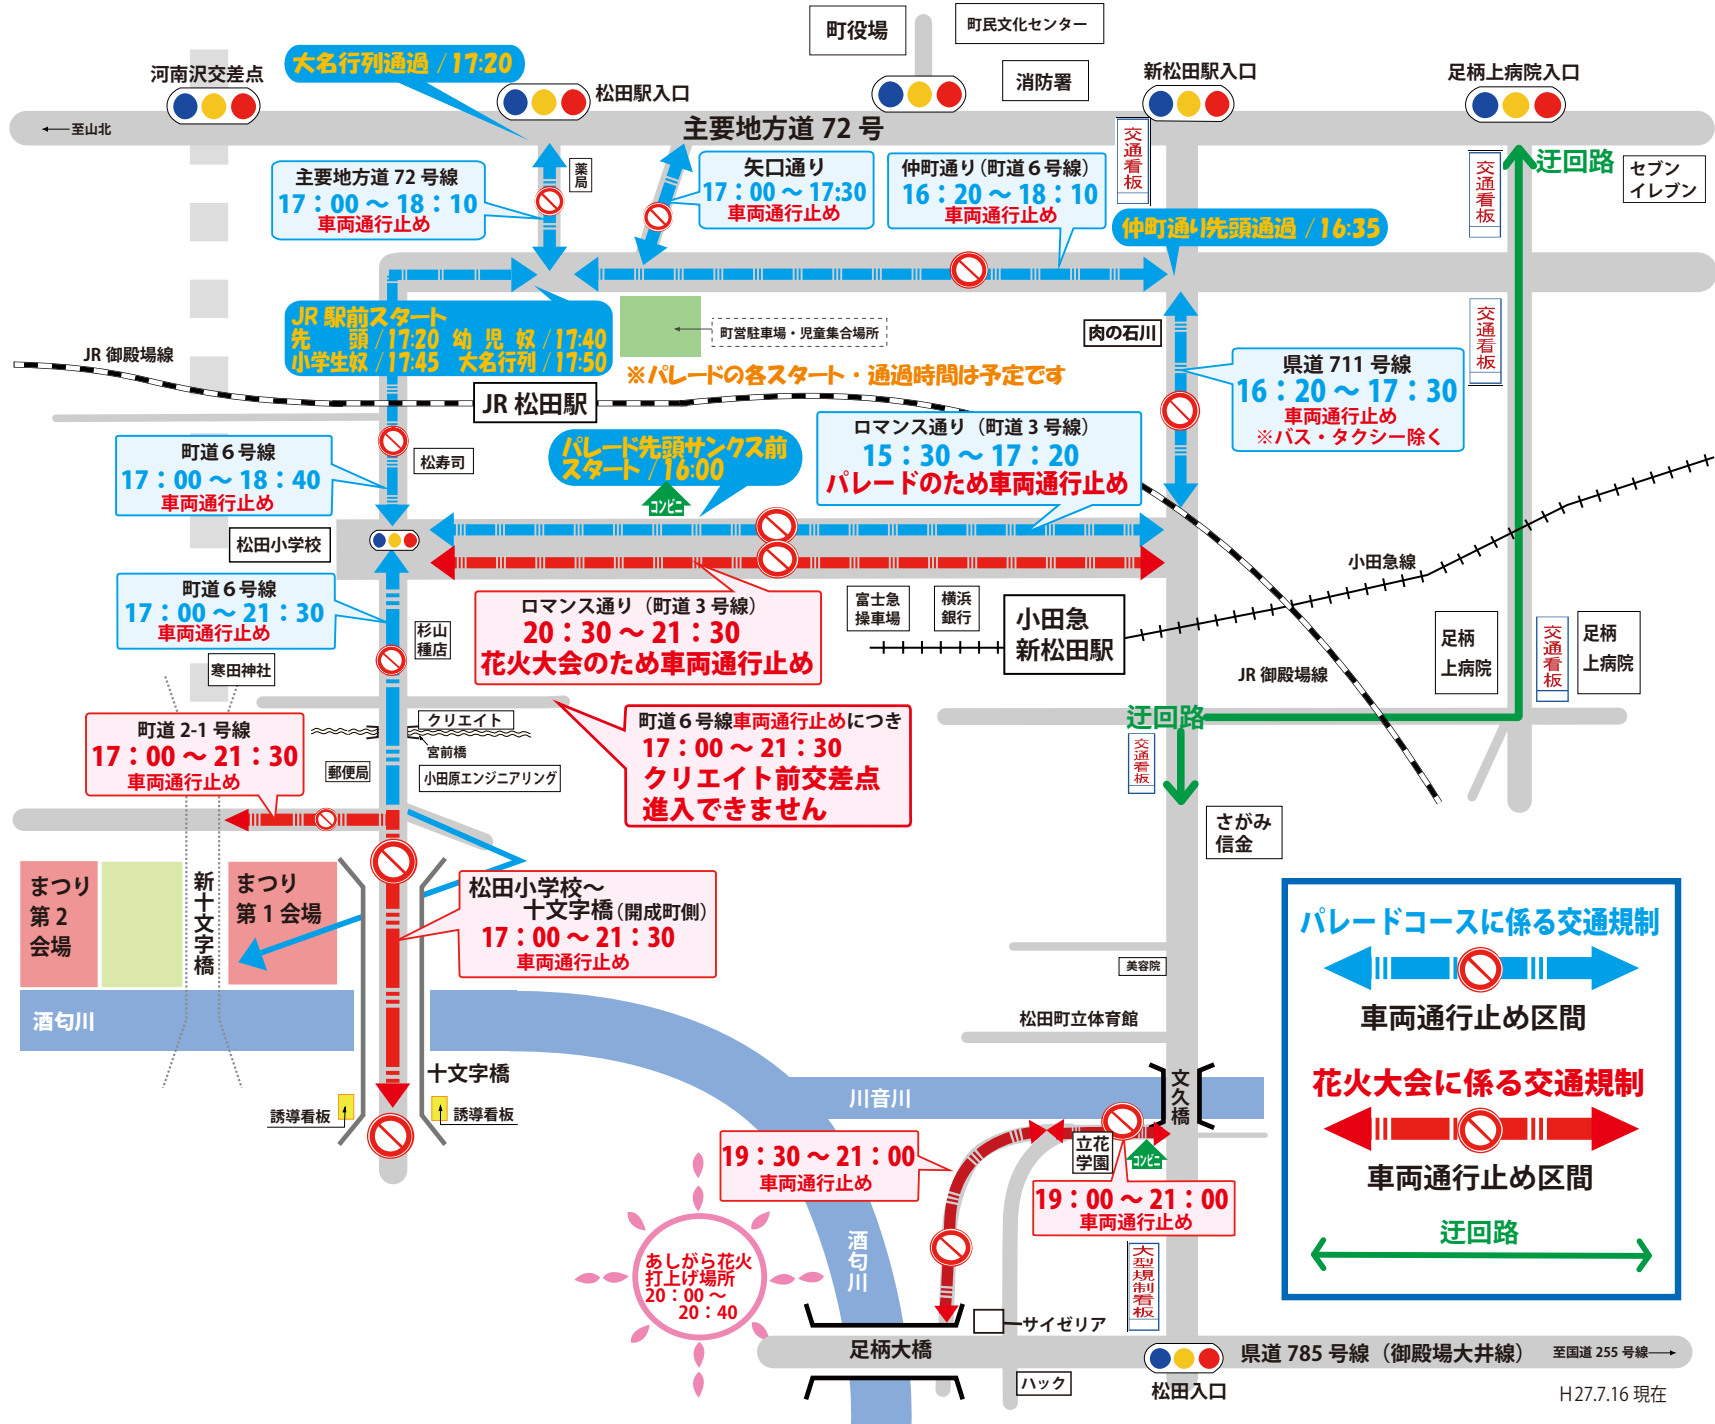 町役場
町民文化センター
河南沢交差点
大名行列通過 / 17:20
松田駅入口
消防署
新松田駅入口
足柄上病院入口
←至山北
主要地方道 72 号
交通看板
薬局
主要地方道 72 号線
17：00 ～ 18：10
車両通行止め
矢口通り
17：00 ～ 17:30
車両通行止め
仲町通り（町道６号線）
16：20 ～ 18：10
車両通行止め
交通看板
迂回路
セブン
イレブン
仲町通り先頭通過 / 16:35
JR 駅前スタート
先　頭 / 17:20 幼 児 奴 / 17:40
小学生奴 / 17:45 大名行列 / 17:50
町営駐車場・児童集合場所
肉の石川
交通看板
JR 御殿場線
※パレードの各スタート・通過時間は予定です
県道 711 号線
16：20 ～ 17：30
車両通行止め
※バス・タクシー除く
JR 松田駅
町道６号線
17：00 ～ 18：40
車両通行止め
松寿司
パレード先頭サンクス前
スタート / 16:00
コンビニ
ロマンス通り（町道 3 号線）
15：30 ～ 17：20
パレードのため車両通行止め
松田小学校
小田急線
町道６号線
17：00 ～ 21：30
車両通行止め
杉山
種店
ロマンス通り（町道 3 号線）
20：30 ～ 21：30
花火大会のため車両通行止め
富士急
操車場
横浜
銀行
小田急
新松田駅
足柄
上病院
交通看板
足柄
上病院
JR 御殿場線
寒田神社
町道 2-1 号線
17：00 ～ 21：30
車両通行止め
クリエイト
宮前橋
郵便局
小田原エンジニアリング
町道６号線車両通行止めにつき
17：00 ～ 21：30
クリエイト前交差点
進入できません
迂回路
交通看板
さがみ
信金
まつり
第２
会場
新十文字橋
まつり
第１会場
松田小学校～
十文字橋（開成町側）
17：00 ～ 21：30
車両通行止め
パレードコースに係る交通規制
車両通行止め区間
花火大会に係る交通規制
車両通行止め区間
迂回路
美容院
松田町立体育館
酒匂川
十文字橋
誘導看板
誘導看板
川音川
文久橋
立花
学園
コンビニ
19：30 ～ 21：00
車両通行止め
19：00 ～ 21：00
車両通行止め
酒匂川
あしがら花火
打上げ場所
20：00 ～
20：40
大型規制看板
サイゼリア
足柄大橋
ハック
県道 785 号線（御殿場大井線）
至国道 255 号線→
松田入口
H27.7.16 現在